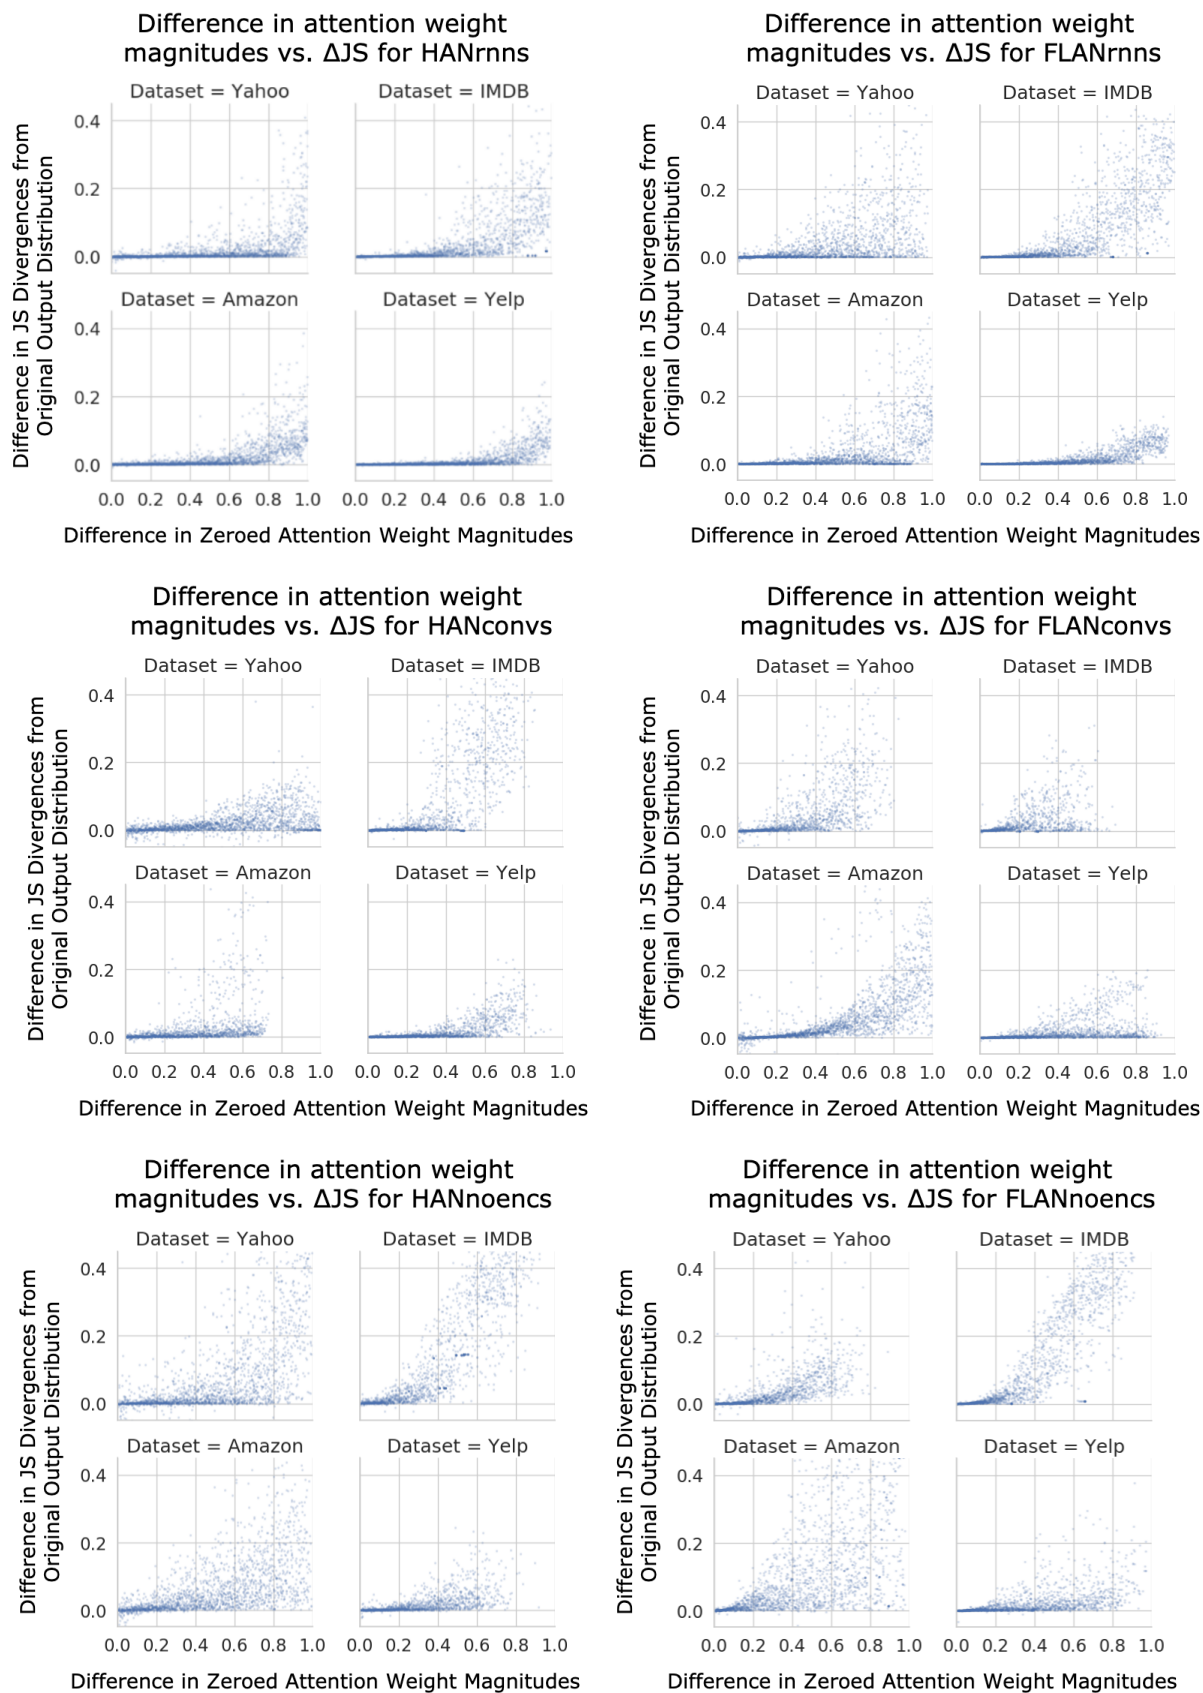 Difference in attention weight
magnitudes vs. ΔJS for HANrnns
Dataset = Yahoo
Dataset = IMDB
0.4
0.2
0.0
Dataset = Amazon
Dataset = Yelp
0.4
0.2
0.0
0.0 0.2 0.4 0.6 0.8 1.0
0.0 0.2 0.4 0.6 0.8 1.0
Difference in JS Divergences from
Original Output Distribution
Difference in Zeroed Attention Weight Magnitudes
Difference in attention weight
magnitudes vs. ΔJS for FLANrnns
Dataset = Yahoo
Dataset = IMDB
0.4
0.2
0.0
Dataset = Amazon
Dataset = Yelp
0.4
0.2
0.0
0.0 0.2 0.4 0.6 0.8 1.0
0.0 0.2 0.4 0.6 0.8 1.0
Difference in JS Divergences from
Original Output Distribution
Difference in Zeroed Attention Weight Magnitudes
Difference in attention weight
magnitudes vs. ΔJS for HANconvs
Dataset = Yahoo
Dataset = IMDB
0.4
0.2
0.0
Dataset = Amazon
Dataset = Yelp
0.4
0.2
0.0
0.0 0.2 0.4 0.6 0.8 1.0
0.0 0.2 0.4 0.6 0.8 1.0
Difference in JS Divergences from
Original Output Distribution
Difference in Zeroed Attention Weight Magnitudes
Difference in attention weight
magnitudes vs. ΔJS for FLANconvs
Dataset = Yahoo
Dataset = IMDB
0.4
0.2
0.0
Dataset = Amazon
Dataset = Yelp
0.4
0.2
0.0
0.0 0.2 0.4 0.6 0.8 1.0
0.0 0.2 0.4 0.6 0.8 1.0
Difference in JS Divergences from
Original Output Distribution
Difference in Zeroed Attention Weight Magnitudes
Difference in attention weight
magnitudes vs. ΔJS for HANnoencs
Dataset = Yahoo
Dataset = IMDB
0.4
0.2
0.0
Dataset = Amazon
Dataset = Yelp
0.4
0.2
0.0
0.0 0.2 0.4 0.6 0.8 1.0
0.0 0.2 0.4 0.6 0.8 1.0
Difference in JS Divergences from
Original Output Distribution
Difference in Zeroed Attention Weight Magnitudes
Difference in attention weight
magnitudes vs. ΔJS for FLANnoencs
Dataset = Yahoo
Dataset = IMDB
0.4
0.2
0.0
Dataset = Amazon
Dataset = Yelp
0.4
0.2
0.0
0.0 0.2 0.4 0.6 0.8 1.0
0.0 0.2 0.4 0.6 0.8 1.0
Difference in JS Divergences from
Original Output Distribution
Difference in Zeroed Attention Weight Magnitudes